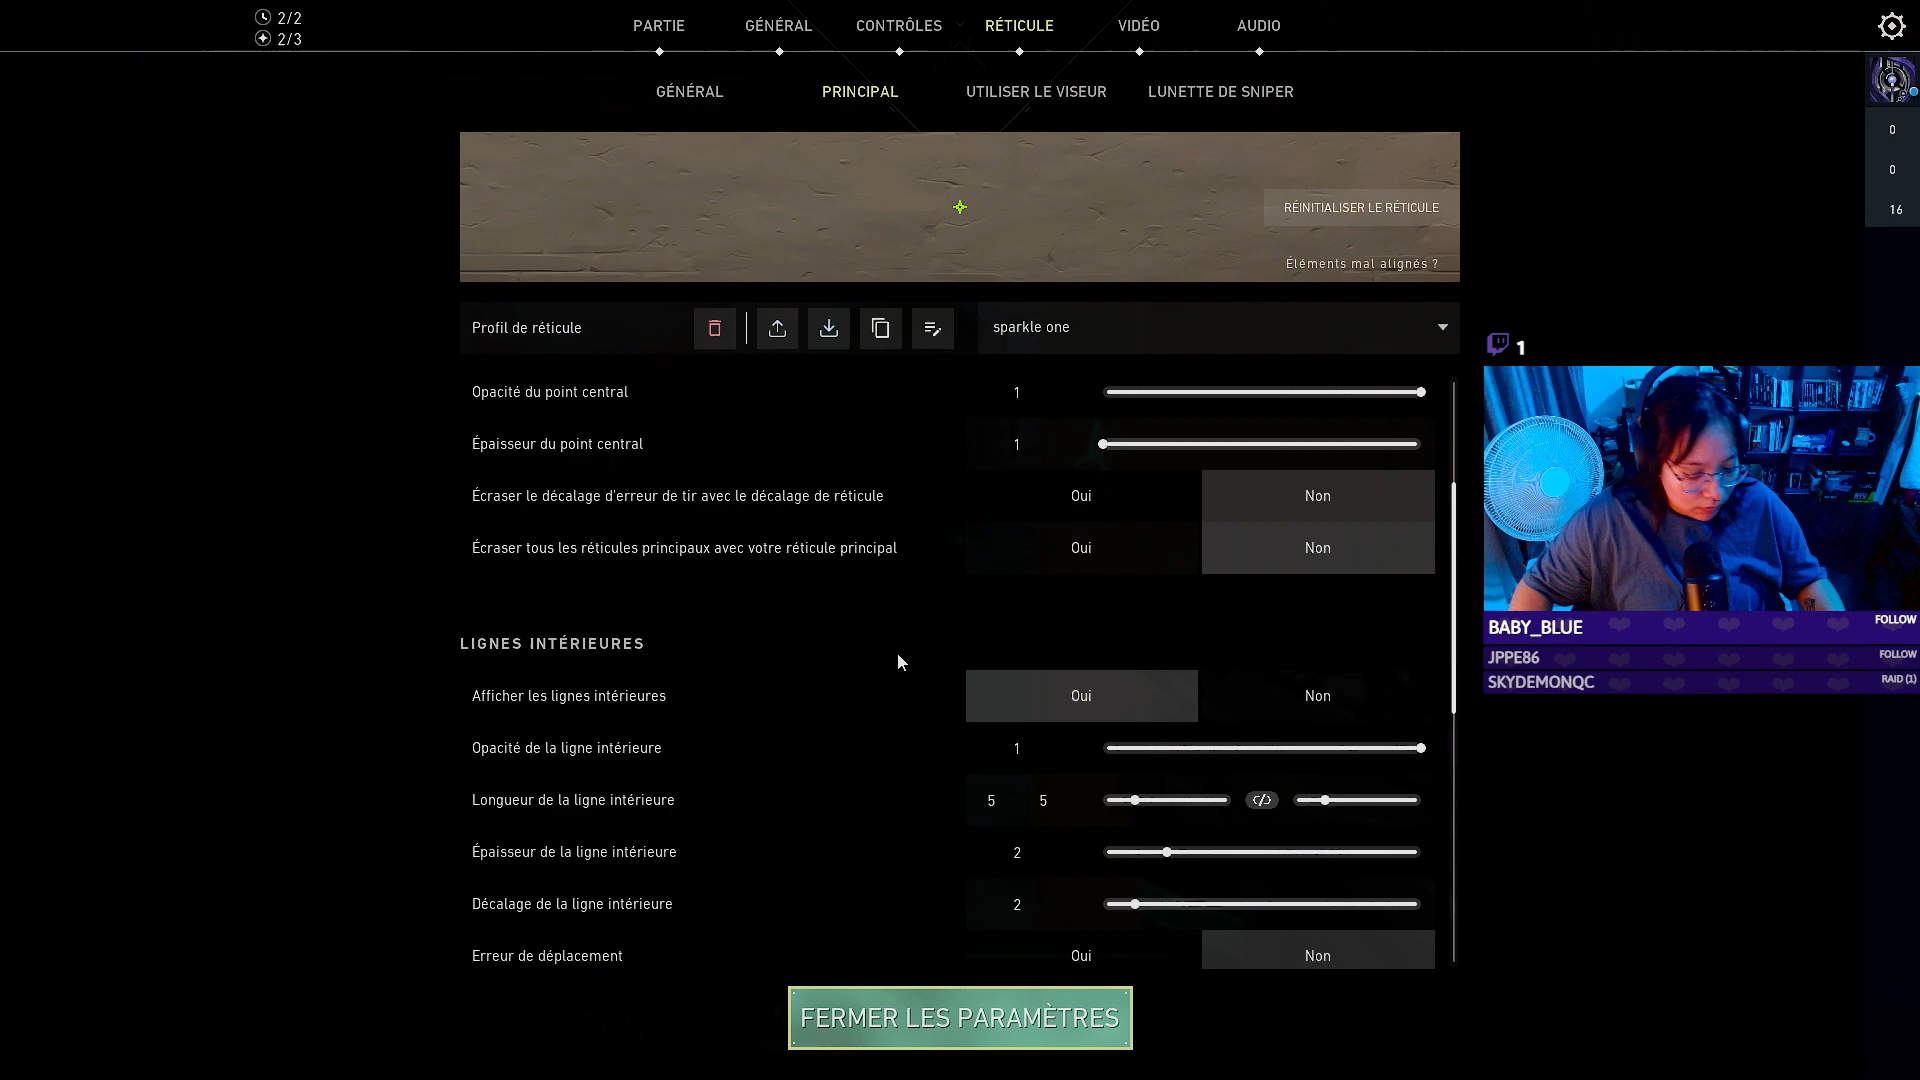 2/2
2/3
PARTIE
GÉNÉRAL
CONTRÔLES
RÉTICULE
VIDÉO
AUDIO
GÉNÉRAL
PRINCIPAL
UTILISER LE VISEUR
LUNETTE DE SNIPER
0
0
16
RÉINITIALISER LE RÉTICULE
Éléments mal alignés ?
Profil de réticule
sparkle one
1
Opacité du point central 1
Épaisseur du point central 1
Écraser le décalage d'erreur de tir avec le décalage de réticule Oui Non
Écraser tous les réticules principaux avec votre réticule principal Oui Non
LIGNES INTÉRIEURES
Afficher les lignes intérieures Oui Non
Opacité de la ligne intérieure 1
Longueur de la ligne intérieure 5 5
Épaisseur de la ligne intérieure 2
Décalage de la ligne intérieure 2
Erreur de déplacement Oui Non
FERMER LES PARAMÈTRES
BABY_BLUE FOLLOW
JPPE86 FOLLOW
SKYDEMONQC RAID (1)